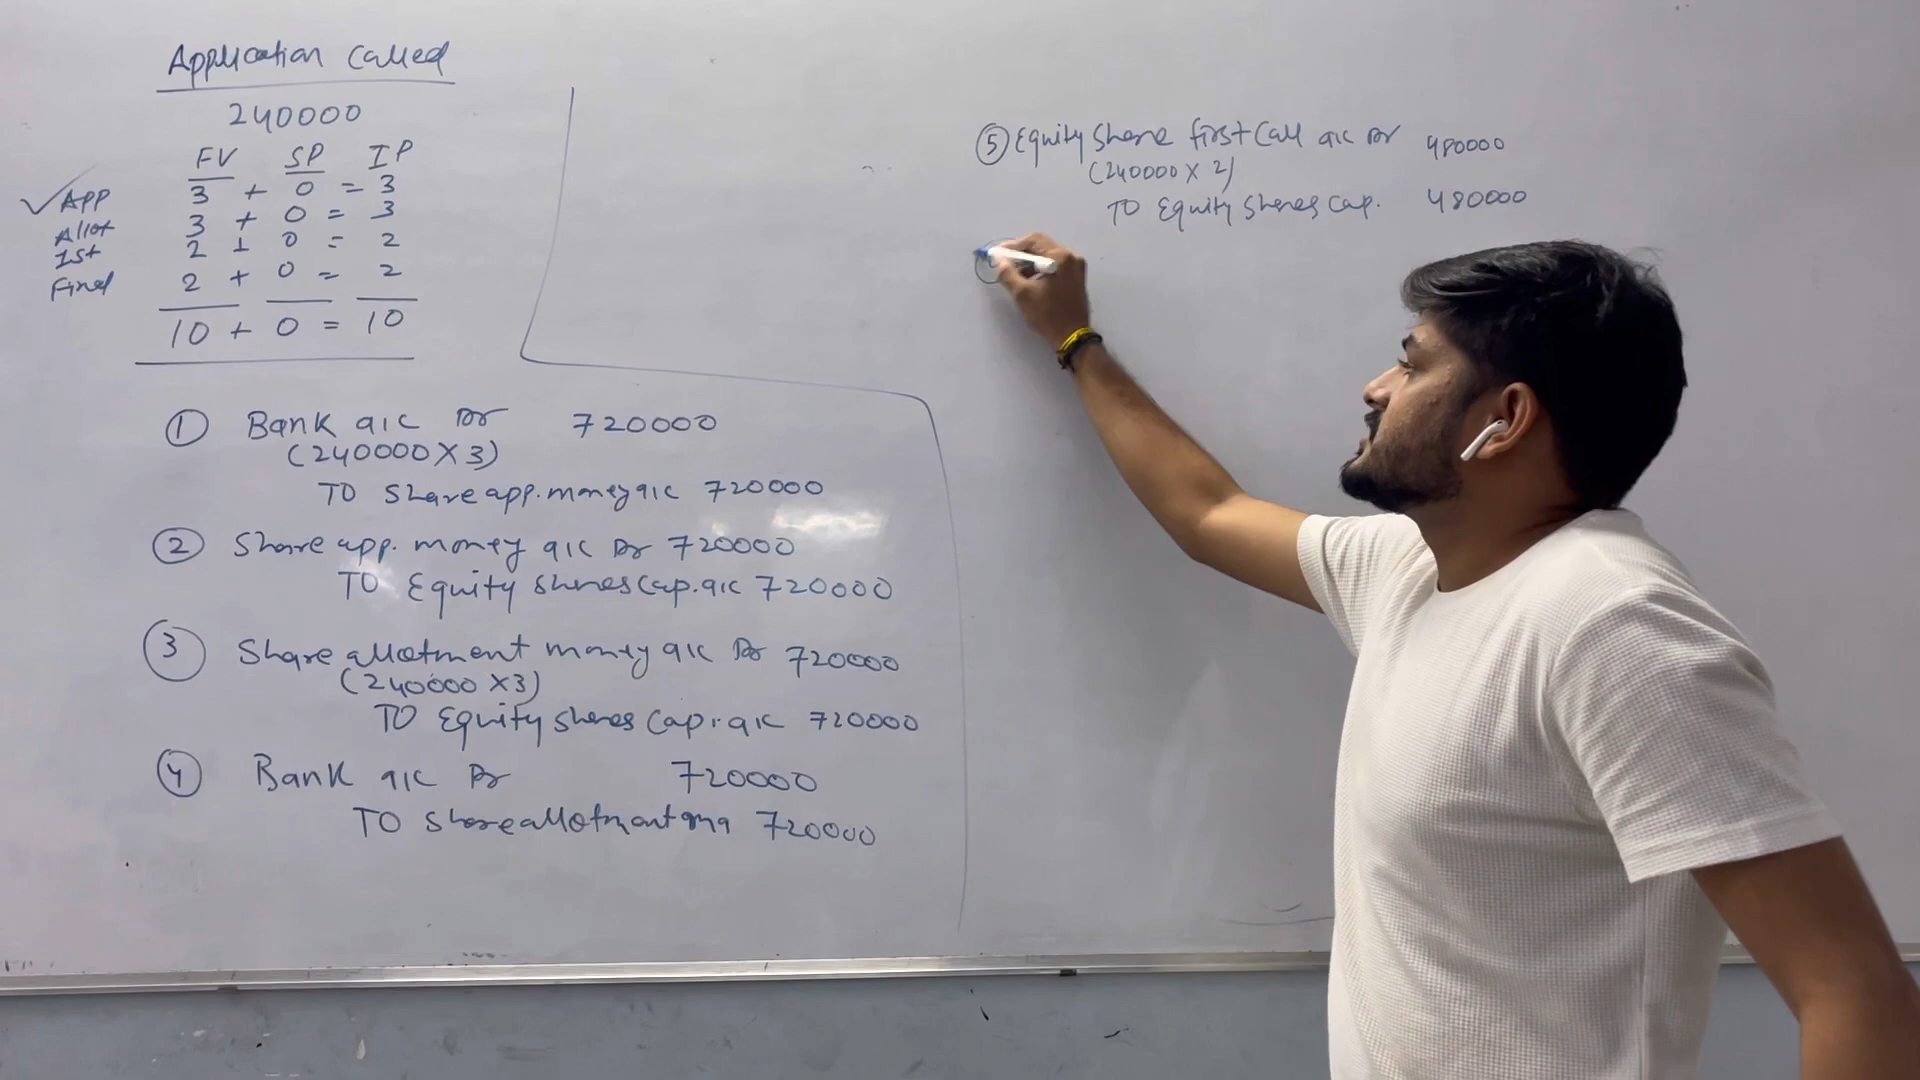 Application Called
240000
FV SP IP
APP 3 + 0 = 3
Allot 3 + 0 = 3
Ist 2 + 0 = 2
Final 2 + 0 = 2
10 + 0 = 10
① Bank a/c Dr 720000
(240000 X 3)
TO Share app. money a/c 720000
② Share app. money a/c Dr 720000
TO Equity shares Cap. a/c 720000
③ Share allotment money a/c Dr 720000
(240000 X 3)
TO Equity shares Cap. a/c 720000
④ Bank a/c Dr 720000
TO share allotment 720000
⑤ Equity Share first Call a/c Dr 480000
(240000 X 2)
TO Equity Shares Cap. 480000